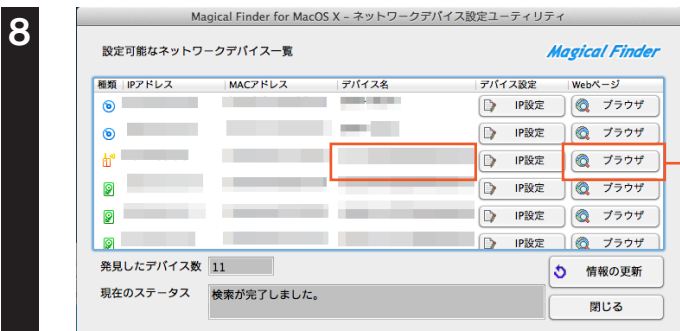 8
Magical Finder for MacOS X – ネットワークデバイス設定ユーティリティ
設定可能なネットワークデバイス一覧
Magical Finder
種類 IPアドレス MACアドレス デバイス名 デバイス設定 Webページ
IP設定 ブラウザ
IP設定 ブラウザ
IP設定 ブラウザ
IP設定 ブラウザ
IP設定 ブラウザ
IP設定 ブラウザ
発見したデバイス数 11
情報の更新
現在のステータス 検索が完了しました。
閉じる